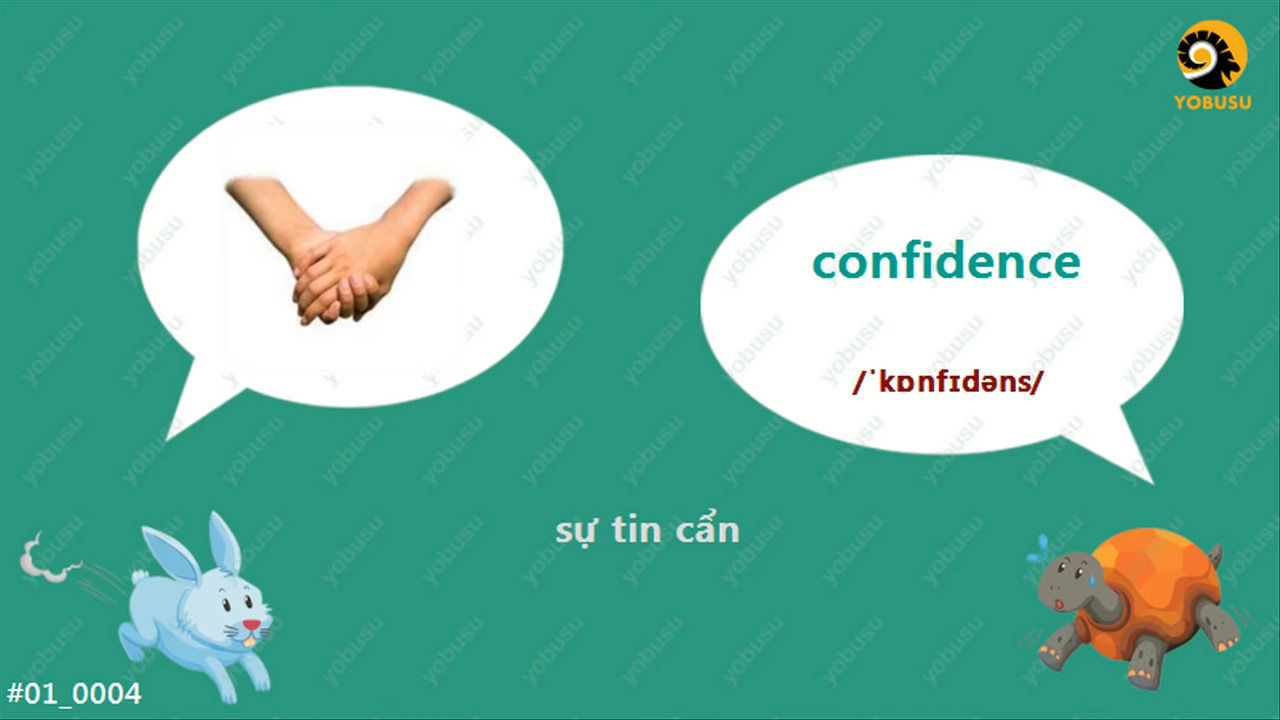 YOBUSU
confidence
/ˈkɒnfɪdəns/
sự tin cẩn
#01_0004